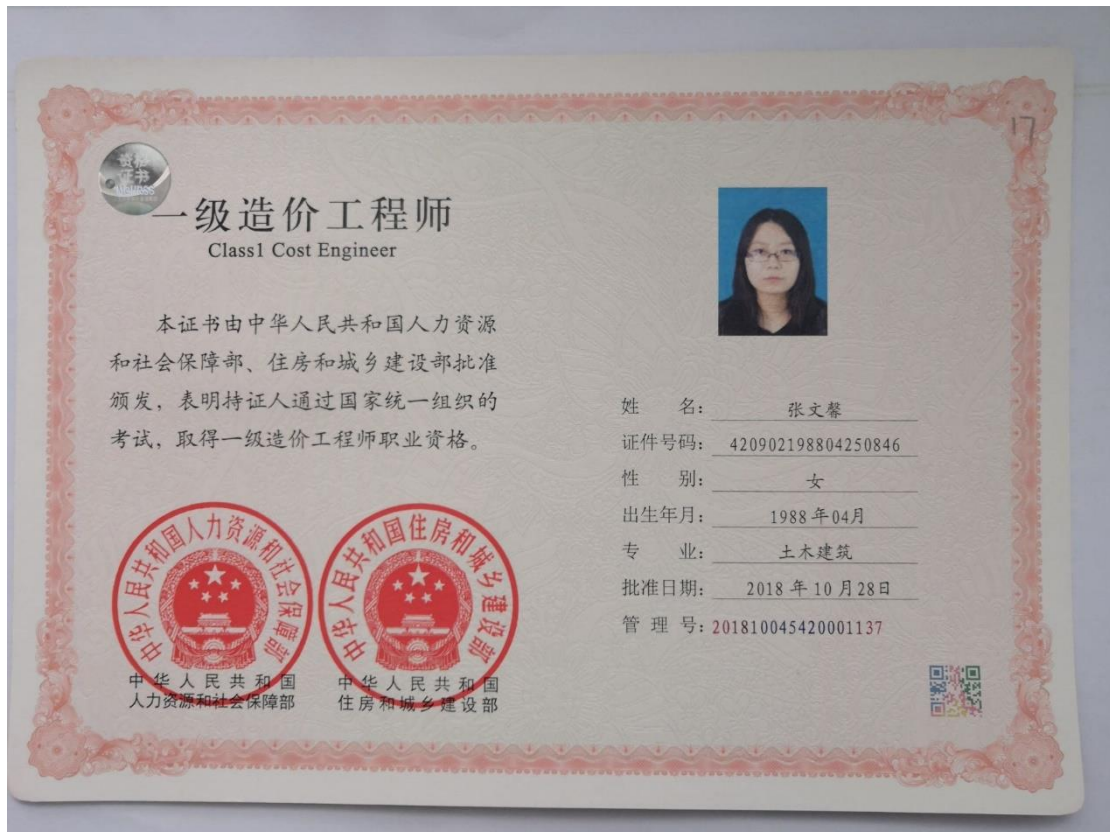 17
资格
证书
一级造价工程师
Class1 Cost Engineer
本证书由中华人民共和国人力资源
和社会保障部、住房和城乡建设部批准
颁发，表明持证人通过国家统一组织的
考试，取得一级造价工程师职业资格。
姓 名： 张文馨
证件号码： 420902198804250846
性 别： 女
出生年月： 1988年04月
专 业： 土木建筑
批准日期： 2018年10月28日
管 理 号：201810045420001137
中华人民共和国人力资源和社会保障部
中华人民共和国住房和城乡建设部
中华人民共和国
人力资源和社会保障部
中华人民共和国
住房和城乡建设部